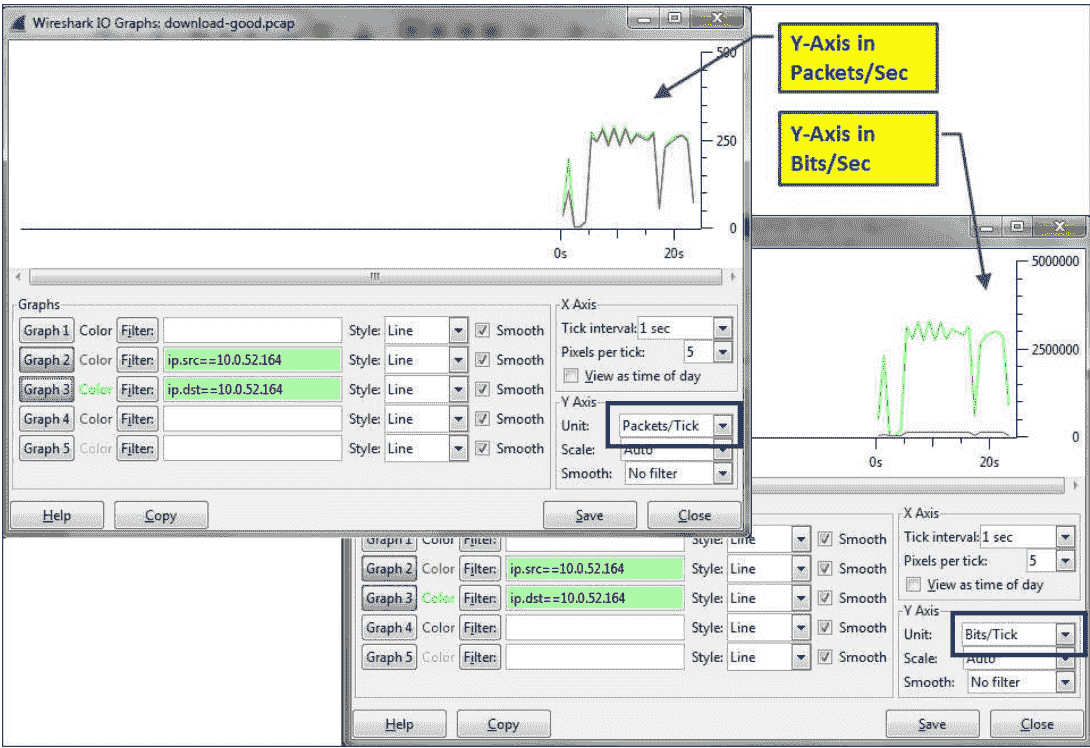 Wireshark IO Graphs: download-good.pcap
Y-Axis in
Packets/Sec
Y-Axis in
Bits/Sec
500
250
0
0s 20s
Graphs
Graph 1 Color Filter: Style: Line Smooth
Graph 2 Color Filter: ip.src==10.0.52.164 Style: Line Smooth
Graph 3 Color Filter: ip.dst==10.0.52.164 Style: Line Smooth
Graph 4 Color Filter: Style: Line Smooth
Graph 5 Color Filter: Style: Line Smooth
X Axis
Tick interval: 1 sec
Pixels per tick: 5
View as time of day
Y Axis
Unit: Packets/Tick
Scale: Auto
Smooth: No filter
Help Copy Save Close
5000000
2500000
0
0s 20s
Graph 1 Color Filter: Style: Line Smooth
Graph 2 Color Filter: ip.src==10.0.52.164 Style: Line Smooth
Graph 3 Color Filter: ip.dst==10.0.52.164 Style: Line Smooth
Graph 4 Color Filter: Style: Line Smooth
Graph 5 Color Filter: Style: Line Smooth
X Axis
Tick interval: 1 sec
Pixels per tick: 5
View as time of day
Y Axis
Unit: Bits/Tick
Scale: Auto
Smooth: No filter
Help Copy Save Close